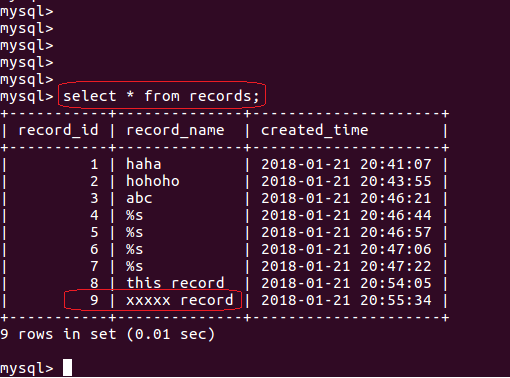 mysql>
mysql>
mysql>
mysql>
mysql>
mysql> select * from records;
+-----------+-------------+---------------------+
| record_id | record_name | created_time        |
+-----------+-------------+---------------------+
|         1 | haha        | 2018-01-21 20:41:07 |
|         2 | hohoho      | 2018-01-21 20:43:55 |
|         3 | abc         | 2018-01-21 20:46:21 |
|         4 | %s          | 2018-01-21 20:46:44 |
|         5 | %s          | 2018-01-21 20:46:57 |
|         6 | %s          | 2018-01-21 20:47:06 |
|         7 | %s          | 2018-01-21 20:47:22 |
|         8 | this record | 2018-01-21 20:54:05 |
|         9 | xxxxx record | 2018-01-21 20:55:34 |
+-----------+-------------+---------------------+
9 rows in set (0.01 sec)
mysql>